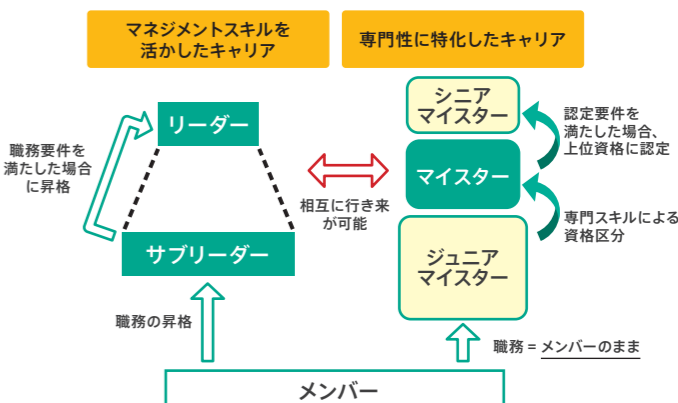 マネジメントスキルを
活かしたキャリア
専門性に特化したキャリア
リーダー
職務要件を
満たした場合
に昇格
サブリーダー
職務の昇格
相互に行き来
が可能
シニア
マイスター
マイスター
ジュニア
マイスター
認定要件を
満たした場合、
上位資格に認定
専門スキルによる
資格区分
職務 = メンバーのまま
メンバー